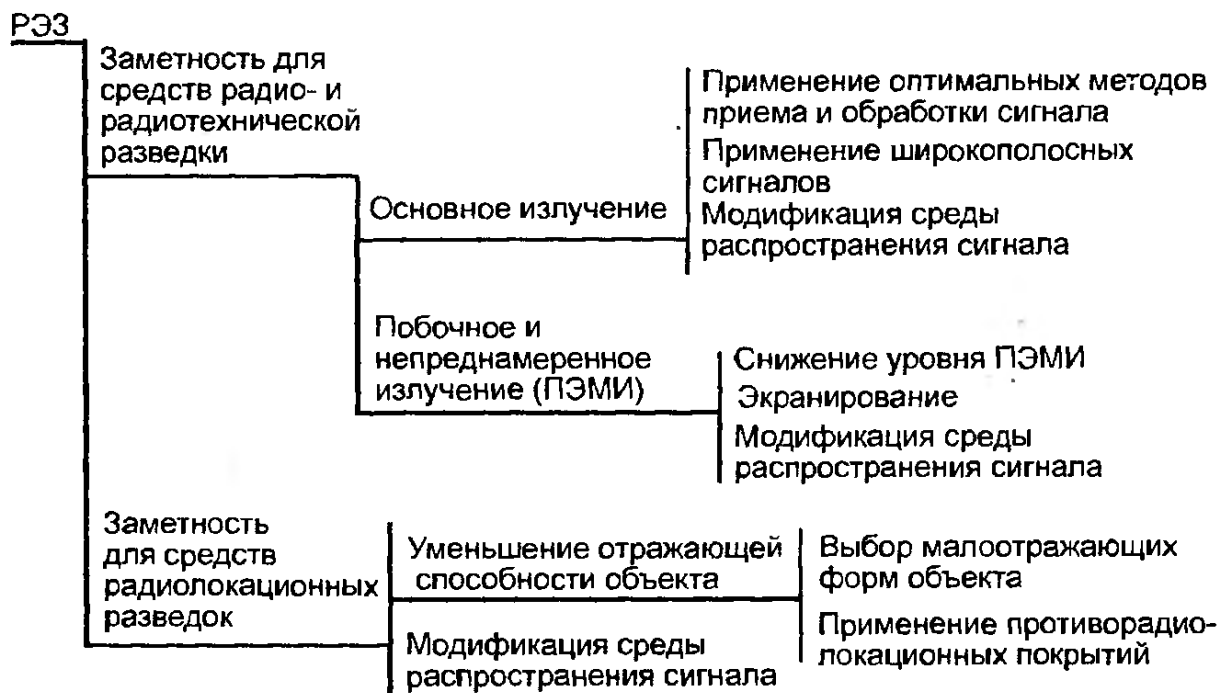 РЭЗ
Заметность для
средств радио- и
радиотехнической
разведки
Применение оптимальных методов
приема и обработки сигнала
Применение широкополосных
сигналов
Модификация среды
распространения сигнала
Основное излучение
Побочное и
непреднамеренное
излучение (ПЭМИ)
Снижение уровня ПЭМИ
Экранирование
Модификация среды
распространения сигнала
Заметность
для средств
радиолокационных
разведок
Уменьшение отражающей
способности объекта
Модификация среды
распространения сигнала
Выбор малоотражающих
форм объекта
Применение противорадио-
локационных покрытий